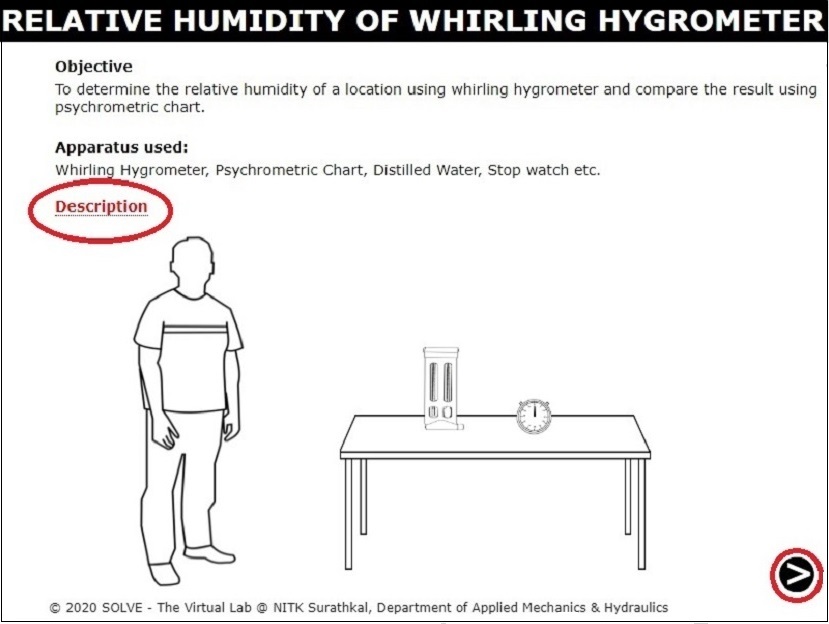 RELATIVE HUMIDITY OF WHIRLING HYGROMETER
Objective
To determine the relative humidity of a location using whirling hygrometer and compare the result using
psychrometric chart.
Apparatus used:
Whirling Hygrometer, Psychrometric Chart, Distilled Water, Stop watch etc.
Description
>
© 2020 SOLVE - The Virtual Lab @ NITK Surathkal, Department of Applied Mechanics & Hydraulics